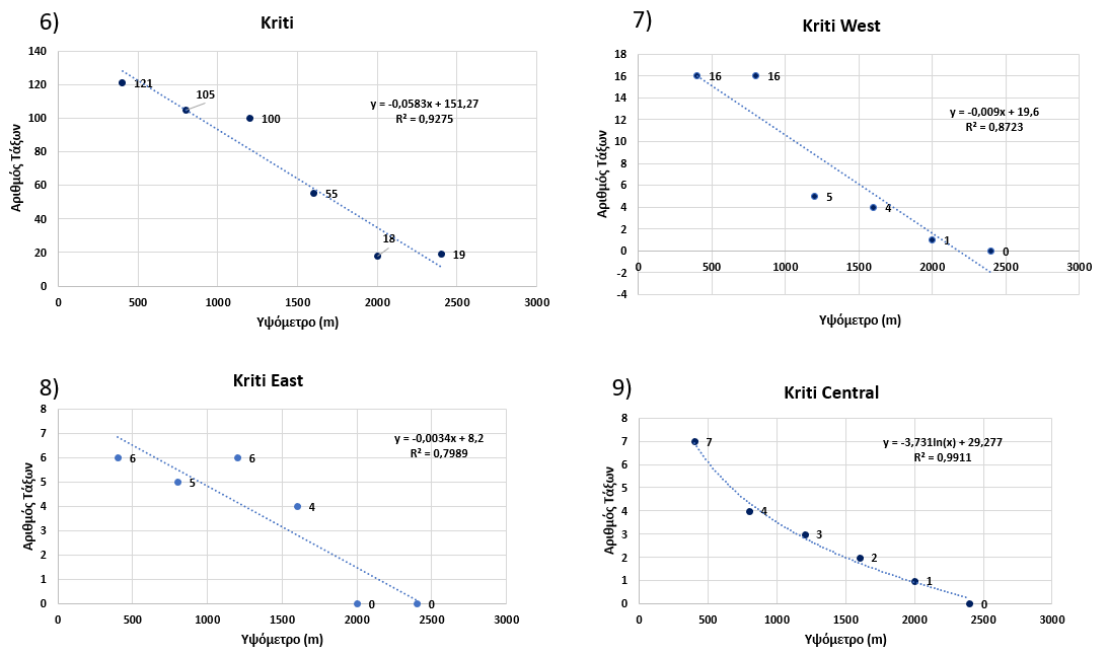 6)
Kriti
140
120
100
80
60
40
20
0
Αριθμός Τάξων
121
105
100
55
18
19
y = -0,0583x + 151,27
R² = 0,9275
0 500 1000 1500 2000 2500 3000
Υψόμετρο (m)
7)
Kriti West
18
16
14
12
10
8
6
4
2
0
-2
-4
Αριθμός Τάξων
16 16
5
4
1
0
y = -0,009x + 19,6
R² = 0,8723
0 500 1000 1500 2000 2500 3000
Υψόμετρο (m)
8)
Kriti East
8
7
6
5
4
3
2
1
0
Αριθμός Τάξων
6
5
6
4
0
0
y = -0,0034x + 8,2
R² = 0,7989
0 500 1000 1500 2000 2500 3000
Υψόμετρο (m)
9)
Kriti Central
8
7
6
5
4
3
2
1
0
Αριθμός Τάξων
7
4
3
2
1
0
y = -3,731ln(x) + 29,277
R² = 0,9911
0 500 1000 1500 2000 2500 3000
Υψόμετρο (m)